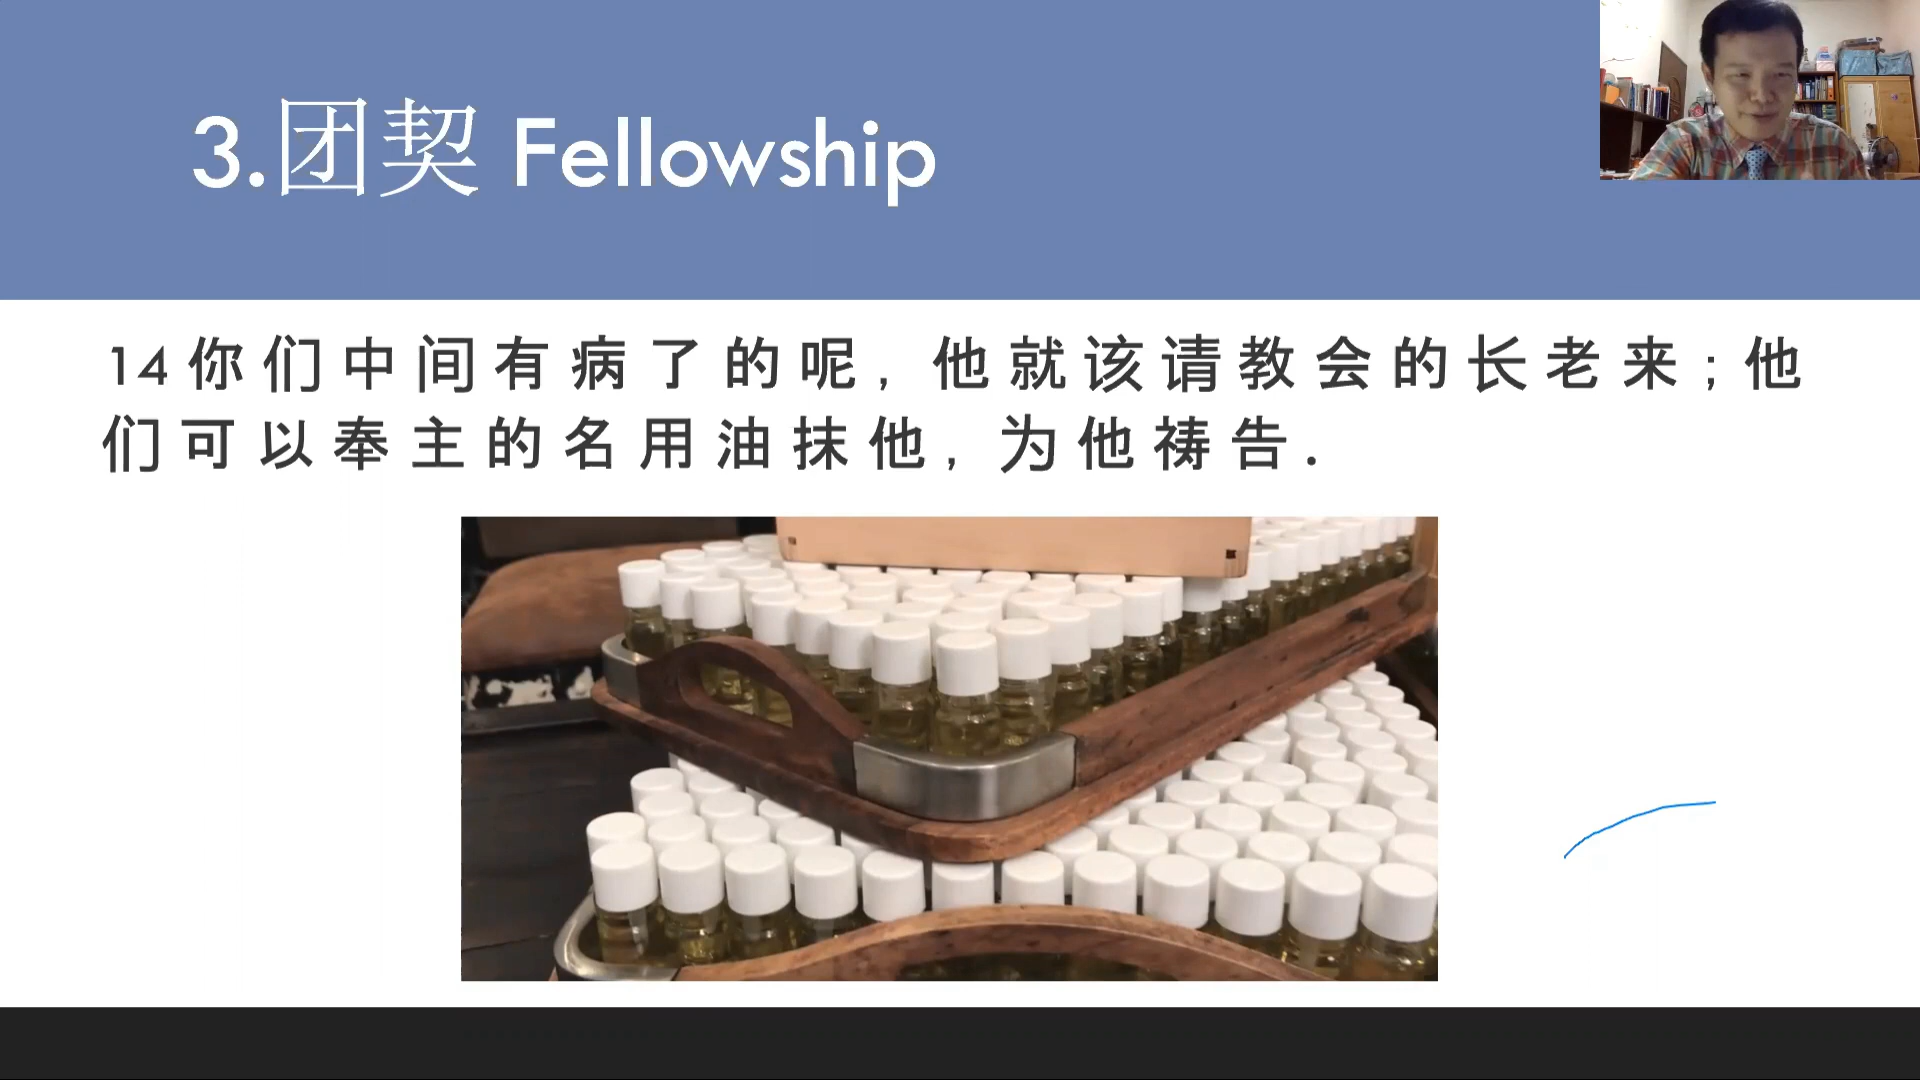 3.团契 Fellowship
14你们中间有病了的呢, 他就该请教会的长老来; 他
们可以奉主的名用油抹他, 为他祷告.